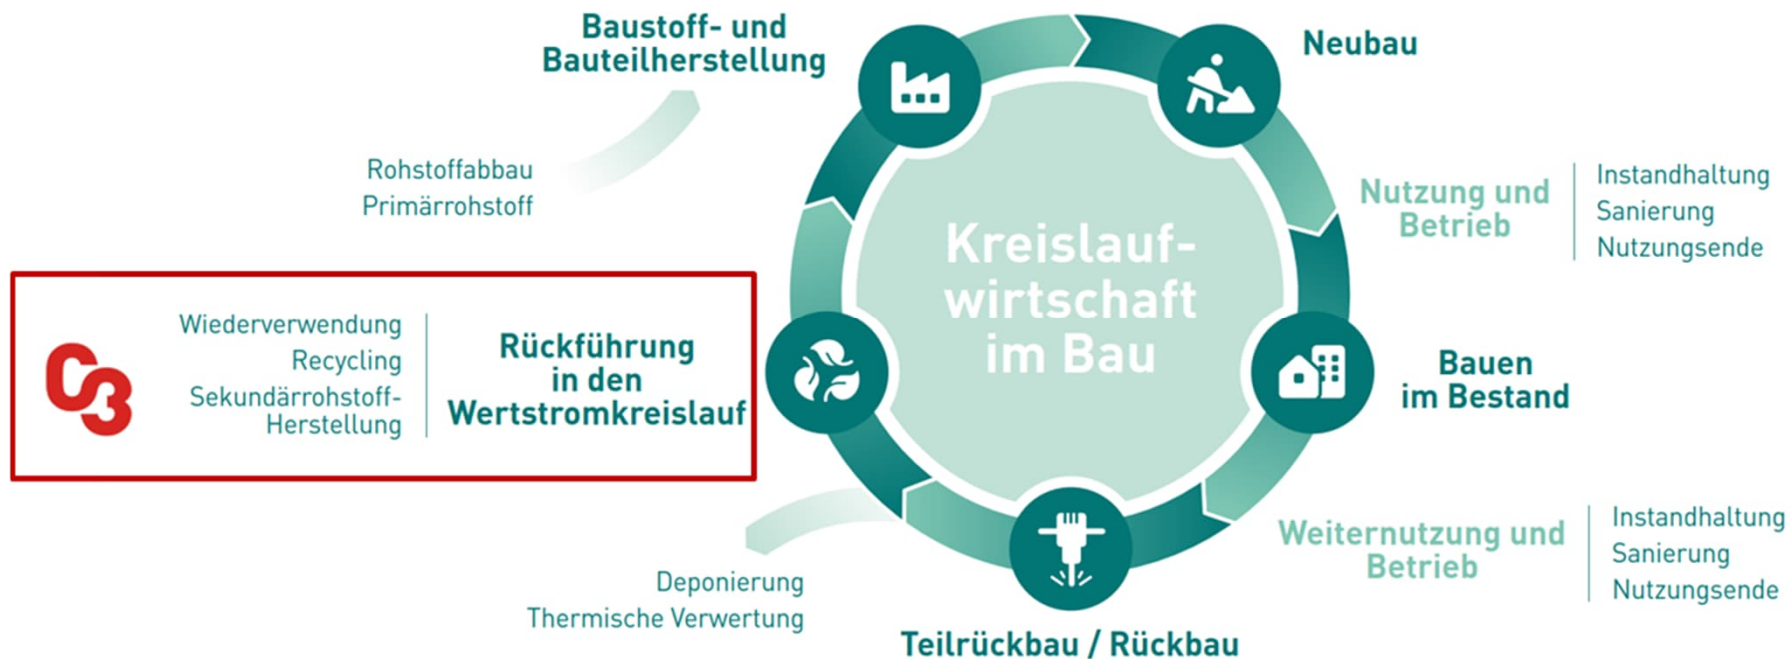 Baustoff- und
Bauteilherstellung
Neubau
Rohstoffabbau
Primärrohstoff
Nutzung und
Betrieb
Instandhaltung
Sanierung
Nutzungsende
Kreislauf-
wirtschaft
im Bau
C3
Wiederverwendung
Recycling
Sekundärrohstoff-
Herstellung
Rückführung
in den
Wertstromkreislauf
Bauen
im Bestand
Weiternutzung und
Betrieb
Instandhaltung
Sanierung
Nutzungsende
Deponierung
Thermische Verwertung
Teilrückbau / Rückbau